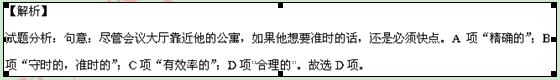 【解析】
试题分析：句意：尽管会议大厅靠近他的公寓，如果他想要准时的话，还是必须快点。A 项“精确的”；B
项“守时的，准时的”；C 项“有效率的”；D 项“合理的”。故选 D 项。